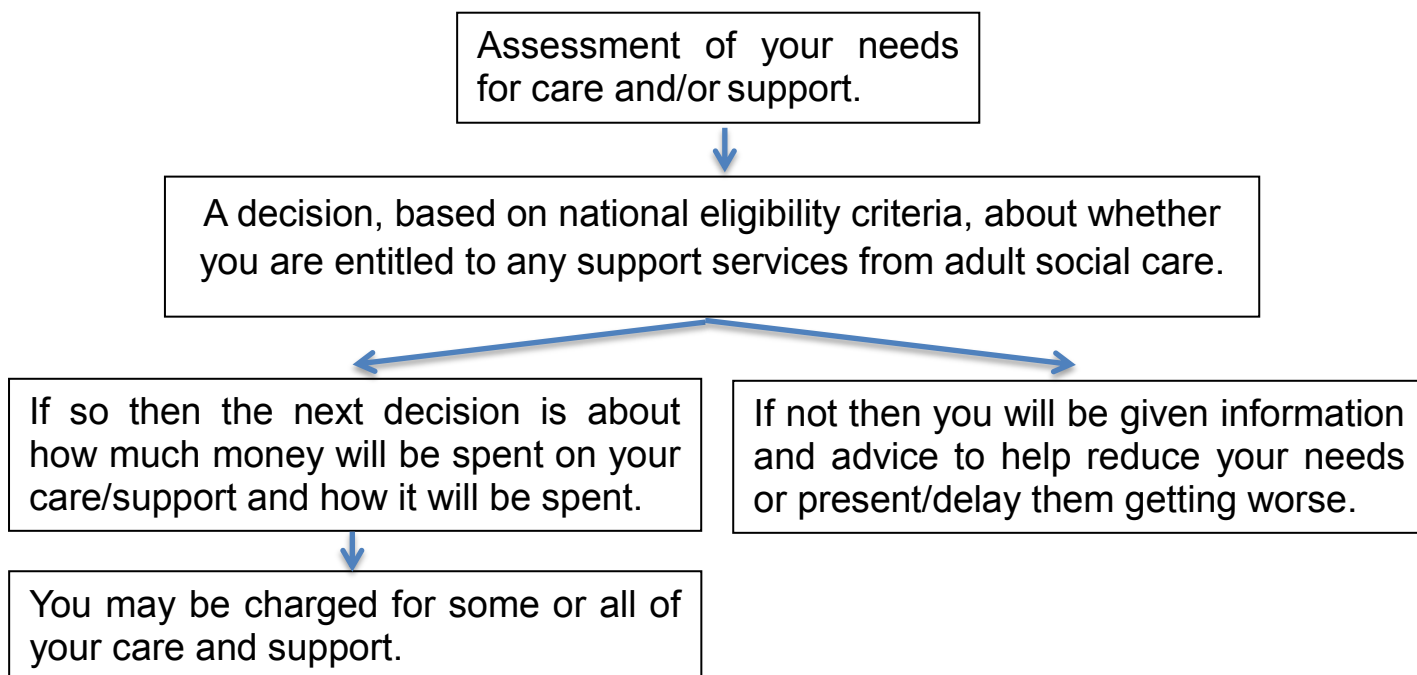 Assessment of your needs
for care and/or support.
A decision, based on national eligibility criteria, about whether
you are entitled to any support services from adult social care.
If so then the next decision is about
how much money will be spent on your
care/support and how it will be spent.
If not then you will be given information
and advice to help reduce your needs
or present/delay them getting worse.
You may be charged for some or all of
your care and support.